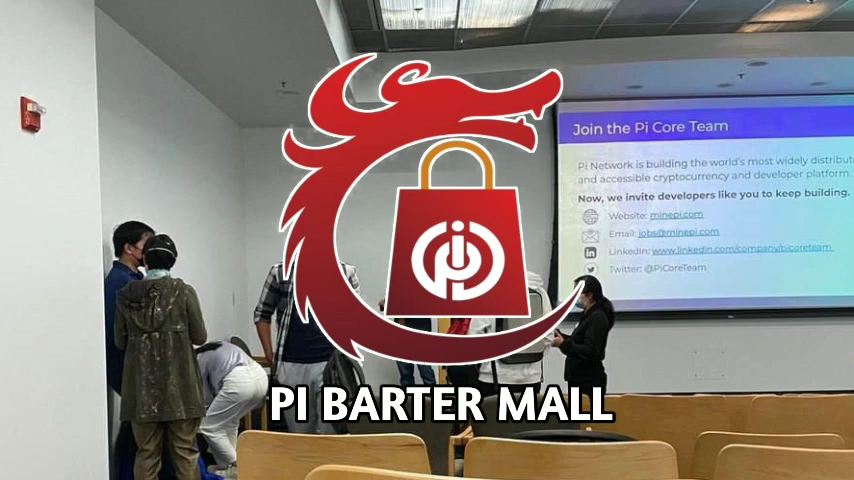 Join the Pi Core Team
Pi Network is building the world's most widely distribut
and accessible cryptocurrency and developer platform.
Now, we invite developers like you to keep building.
Website: minepi.com
Email: jobs@minepi.com
LinkedIn: www.linkedin.com/company/picoreteam
Twitter: @PiCoreTeam
PI BARTER MALL